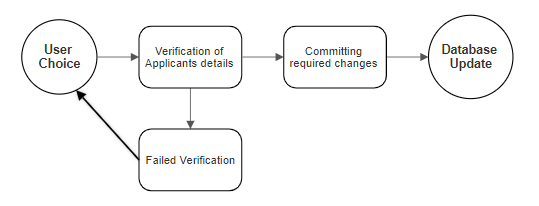 User
Choice
Verification of
Applicants details
Committing
required changes
Database
Update
Failed Verification